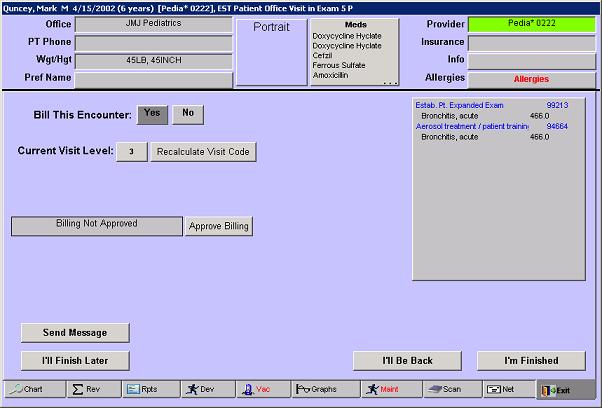 Quncey, Mark M 4/15/2002 (6 years) [Pedia* 0222], EST Patient Office Visit in Exam 5 P
Office JMJ Pediatrics
PT Phone
Wgt/Hgt 45LB, 45INCH
Pref Name
Portrait
Meds
Doxycycline Hyclate
Doxycycline Hyclate
Cefzil
Ferrous Sulfate
Amoxicillin
...
Provider Pedia* 0222
Insurance
Info
Allergies Allergies
Bill This Encounter: Yes No
Current Visit Level: 3 Recalculate Visit Code
Billing Not Approved Approve Billing
Estab. Pt. Expanded Exam 99213
Bronchitis, acute 466.0
Aerosol treatment / patient training 94664
Bronchitis, acute 466.0
Send Message
I'll Finish Later I'll Be Back I'm Finished
Chart Rev Rpts Dev Vac Graphs Maint Scan Net Exit